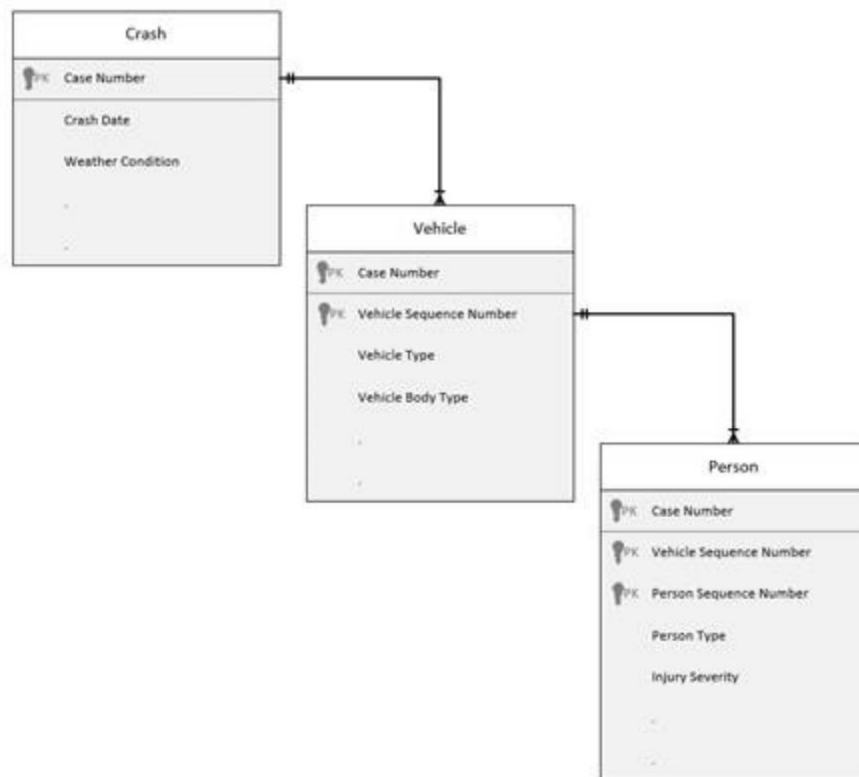 Crash
PK Case Number
Crash Date
Weather Condition
.
.
Vehicle
PK Case Number
PK Vehicle Sequence Number
Vehicle Type
Vehicle Body Type
.
.
Person
PK Case Number
PK Vehicle Sequence Number
PK Person Sequence Number
Person Type
Injury Severity
.
.